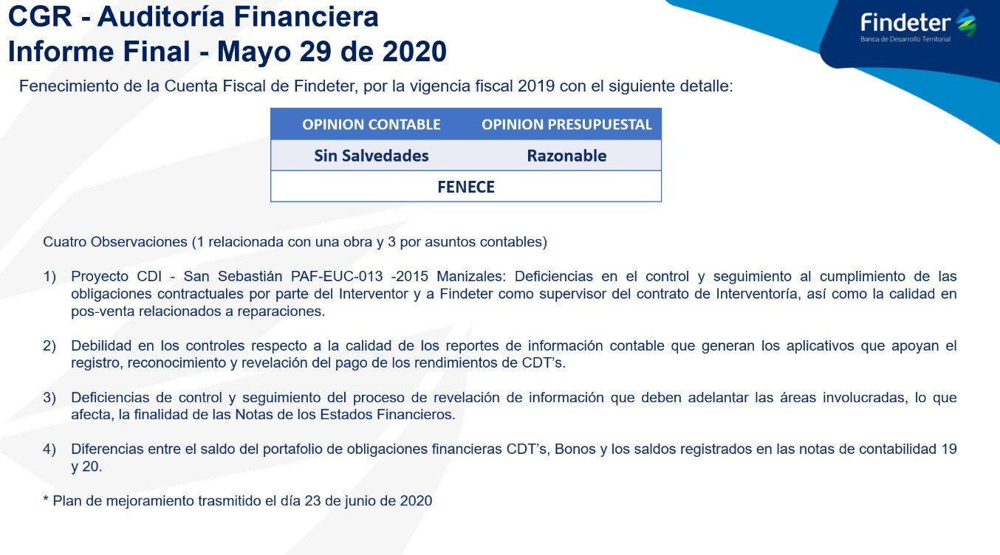 CGR - Auditoría Financiera
Informe Final - Mayo 29 de 2020
Findeter
Banca de Desarrollo Territorial
Fenecimiento de la Cuenta Fiscal de Findeter, por la vigencia fiscal 2019 con el siguiente detalle:
OPINION CONTABLE OPINION PRESUPUESTAL
Sin Salvedades Razonable
FENECE
Cuatro Observaciones (1 relacionada con una obra y 3 por asuntos contables)
1) Proyecto CDI - San Sebastián PAF-EUC-013 -2015 Manizales: Deficiencias en el control y seguimiento al cumplimiento de las
obligaciones contractuales por parte del Interventor y a Findeter como supervisor del contrato de Interventoría, así como la calidad en
pos-venta relacionados a reparaciones.
2) Debilidad en los controles respecto a la calidad de los reportes de información contable que generan los aplicativos que apoyan el
registro, reconocimiento y revelación del pago de los rendimientos de CDT’s.
3) Deficiencias de control y seguimiento del proceso de revelación de información que deben adelantar las áreas involucradas, lo que
afecta, la finalidad de las Notas de los Estados Financieros.
4) Diferencias entre el saldo del portafolio de obligaciones financieras CDT’s, Bonos y los saldos registrados en las notas de contabilidad 19
y 20.
* Plan de mejoramiento trasmitido el día 23 de junio de 2020